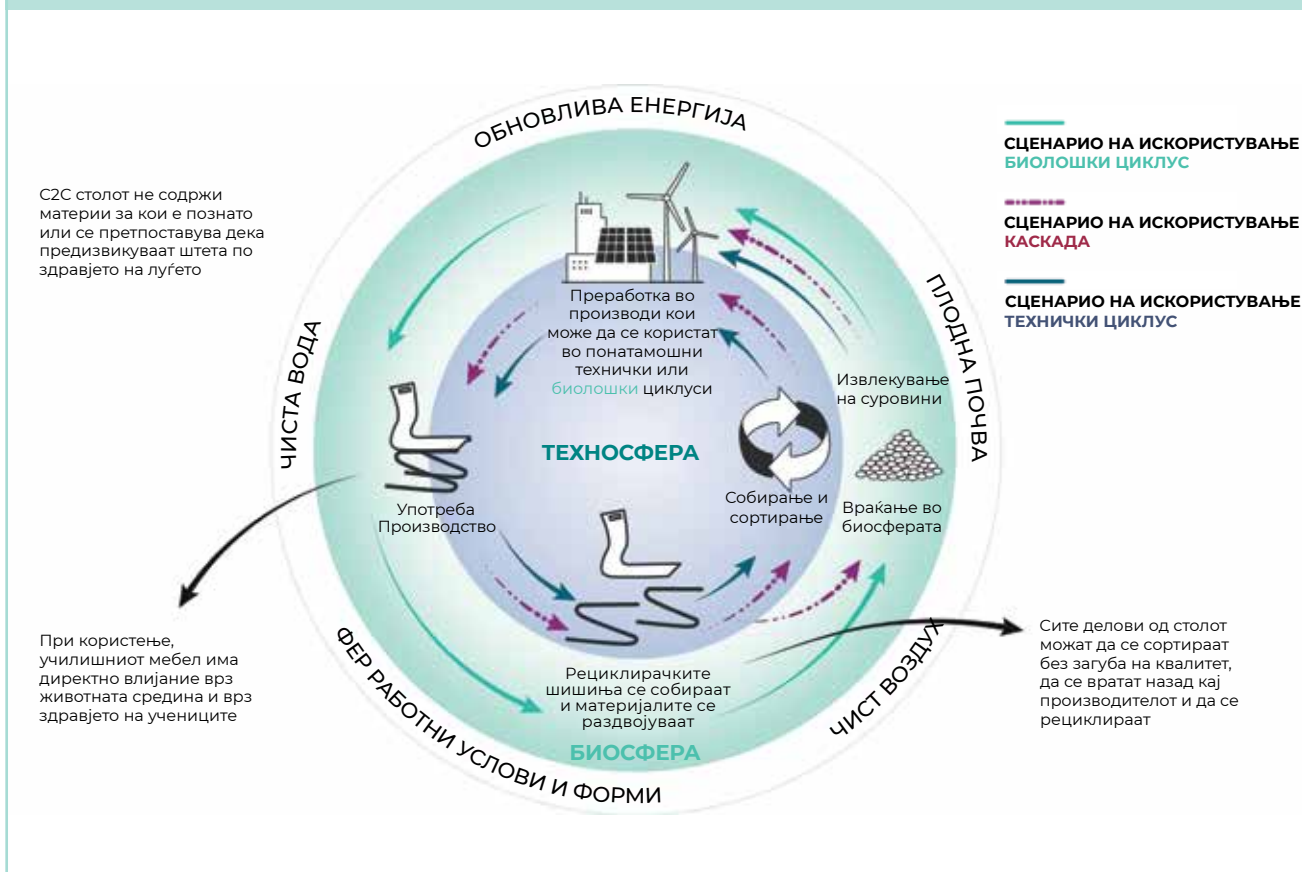 ОБНОВЛИВА ЕНЕРГИЈА
ПЛОДНА ПОЧВА
ЧИСТ ВОЗДУХ
ФЕР РАБОТНИ УСЛОВИ И ФОРМИ
ЧИСТА ВОДА
C2C столот не содржи
материи за кои е познато
или се претпоставува дека
предизвикуваат штета по
здравјето на луѓето
СЦЕНАРИО НА ИСКОРИСТУВАЊЕ
БИОЛОШКИ ЦИКЛУС
СЦЕНАРИО НА ИСКОРИСТУВАЊЕ
КАСКАДА
СЦЕНАРИО НА ИСКОРИСТУВАЊЕ
ТЕХНИЧКИ ЦИКЛУС
Преработка во
производи кои
може да се користат
во понатамошни
технички или
биолошки циклуси
Извлекување
на суровини
ТЕХНОСФЕРА
Собирање и
сортирање
Враќање во
биосферата
Употреба
Производство
Рециклирачките
шишиња се собираат
и материјалите се
раздвојуваат
БИОСФЕРА
При користење,
училишниот мебел има
директно влијание врз
животната средина и врз
здравјето на учениците
Сите делови од столот
можат да се сортираат
без загуба на квалитет,
да се вратат назад кај
производителот и да се
рециклираат